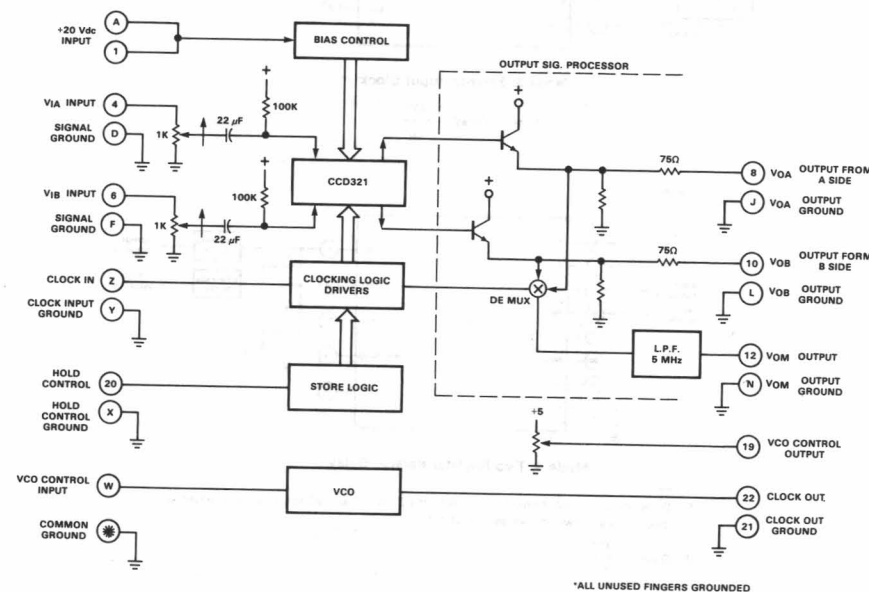 A
+20 Vdc
INPUT
1
BIAS CONTROL
OUTPUT SIG. PROCESSOR
+
+
VIA INPUT
4
22 µF
100K
SIGNAL
GROUND
D
1K
75Ω
8
VOA
OUTPUT FROM
A SIDE
+
CCD321
+
J
VOA
OUTPUT
GROUND
VIB INPUT
6
100K
SIGNAL
GROUND
F
1K
22 µF
75Ω
10
VOB
OUTPUT FORM
B SIDE
CLOCK IN
Z
CLOCKING LOGIC
DRIVERS
DE MUX
L
VOB
OUTPUT
GROUND
CLOCK INPUT
GROUND
Y
L.P.F.
5 MHz
12
VOM OUTPUT
HOLD
CONTROL
20
STORE LOGIC
N
VOM
OUTPUT
GROUND
HOLD
CONTROL
GROUND
X
+5
19
VCO CONTROL
OUTPUT
VCO CONTROL
INPUT
W
VCO
22
CLOCK OUT.
COMMON
GROUND
21
CLOCK OUT
GROUND
*ALL UNUSED FINGERS GROUNDED